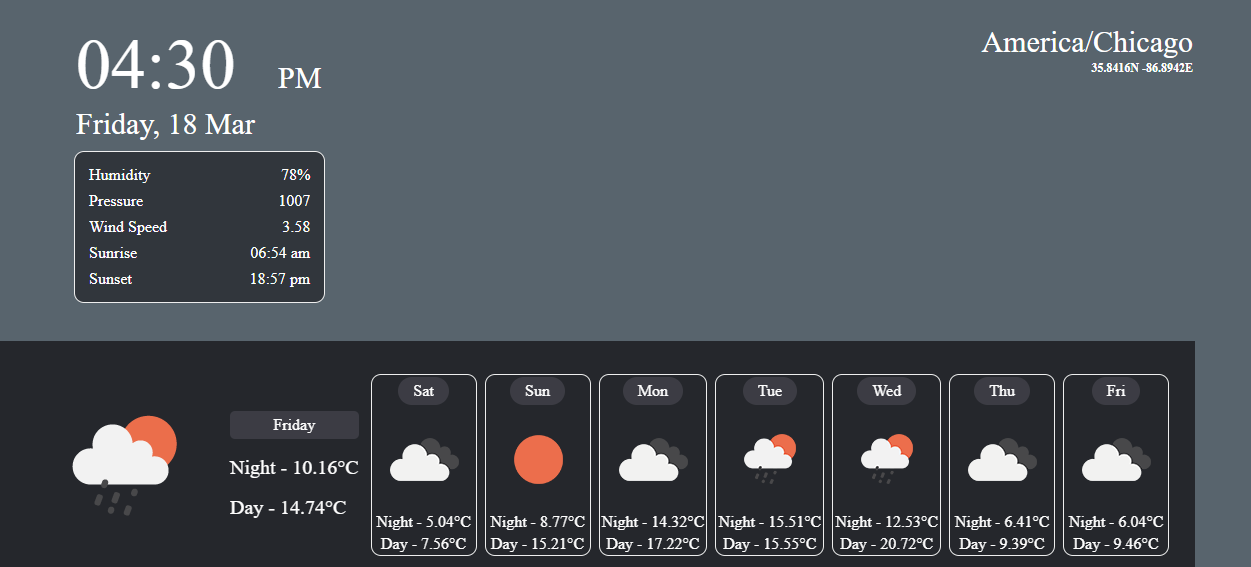 04:30 PM
Friday, 18 Mar
America/Chicago
35.8416N -86.8942E
Humidity 78%
Pressure 1007
Wind Speed 3.58
Sunrise 06:54 am
Sunset 18:57 pm
Friday
Night - 10.16°C
Day - 14.74°C
Sat
Night - 5.04°C
Day - 7.56°C
Sun
Night - 8.77°C
Day - 15.21°C
Mon
Night - 14.32°C
Day - 17.22°C
Tue
Night - 15.51°C
Day - 15.55°C
Wed
Night - 12.53°C
Day - 20.72°C
Thu
Night - 6.41°C
Day - 9.39°C
Fri
Night - 6.04°C
Day - 9.46°C